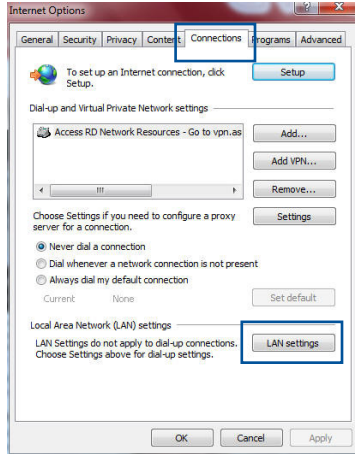 Internet Options
General Security Privacy Content Connections Programs Advanced
To set up an Internet connection, click
Setup.
Setup
Dial-up and Virtual Private Network settings
Access RD Network Resources - Go to vpn.as
Add...
Add VPN...
Remove...
Choose Settings if you need to configure a proxy
server for a connection.
Settings
Never dial a connection
Dial whenever a network connection is not present
Always dial my default connection
Current None
Set default
Local Area Network (LAN) settings
LAN Settings do not apply to dial-up connections.
Choose Settings above for dial-up settings.
LAN settings
OK Cancel Apply